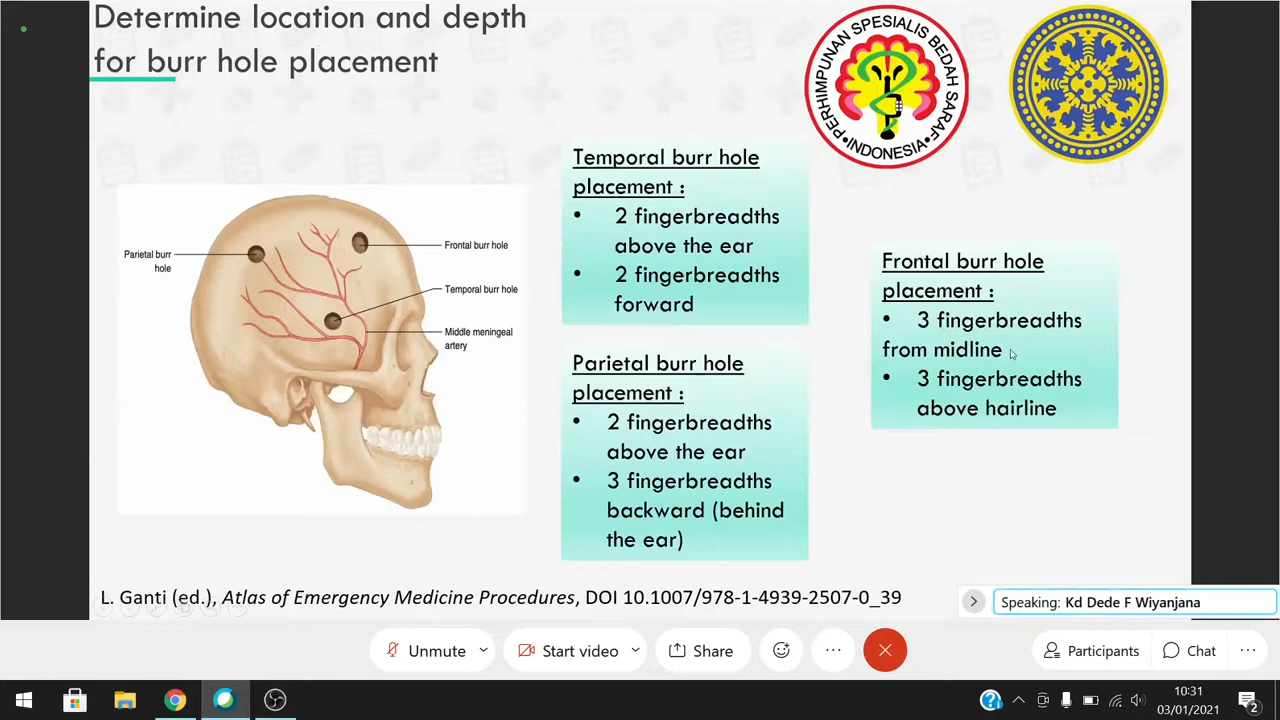 Determine location and depth
for burr hole placement
PERHIMPUNAN SPESIALIS BEDAH SARAF
INDONESIA
Parietal burr
hole
Frontal burr hole
Temporal burr hole
Middle meningeal
artery
Temporal burr hole
placement :
• 2 fingerbreadths
above the ear
• 2 fingerbreadths
forward
Parietal burr hole
placement :
• 2 fingerbreadths
above the ear
• 3 fingerbreadths
backward (behind
the ear)
Frontal burr hole
placement :
• 3 fingerbreadths
from midline
• 3 fingerbreadths
above hairline
L. Ganti (ed.), Atlas of Emergency Medicine Procedures, DOI 10.1007/978-1-4939-2507-0_39
Speaking: Kd Dede F Wiyanjana
Unmute
Start video
Share
Participants
Chat
10:31
03/01/2021
2